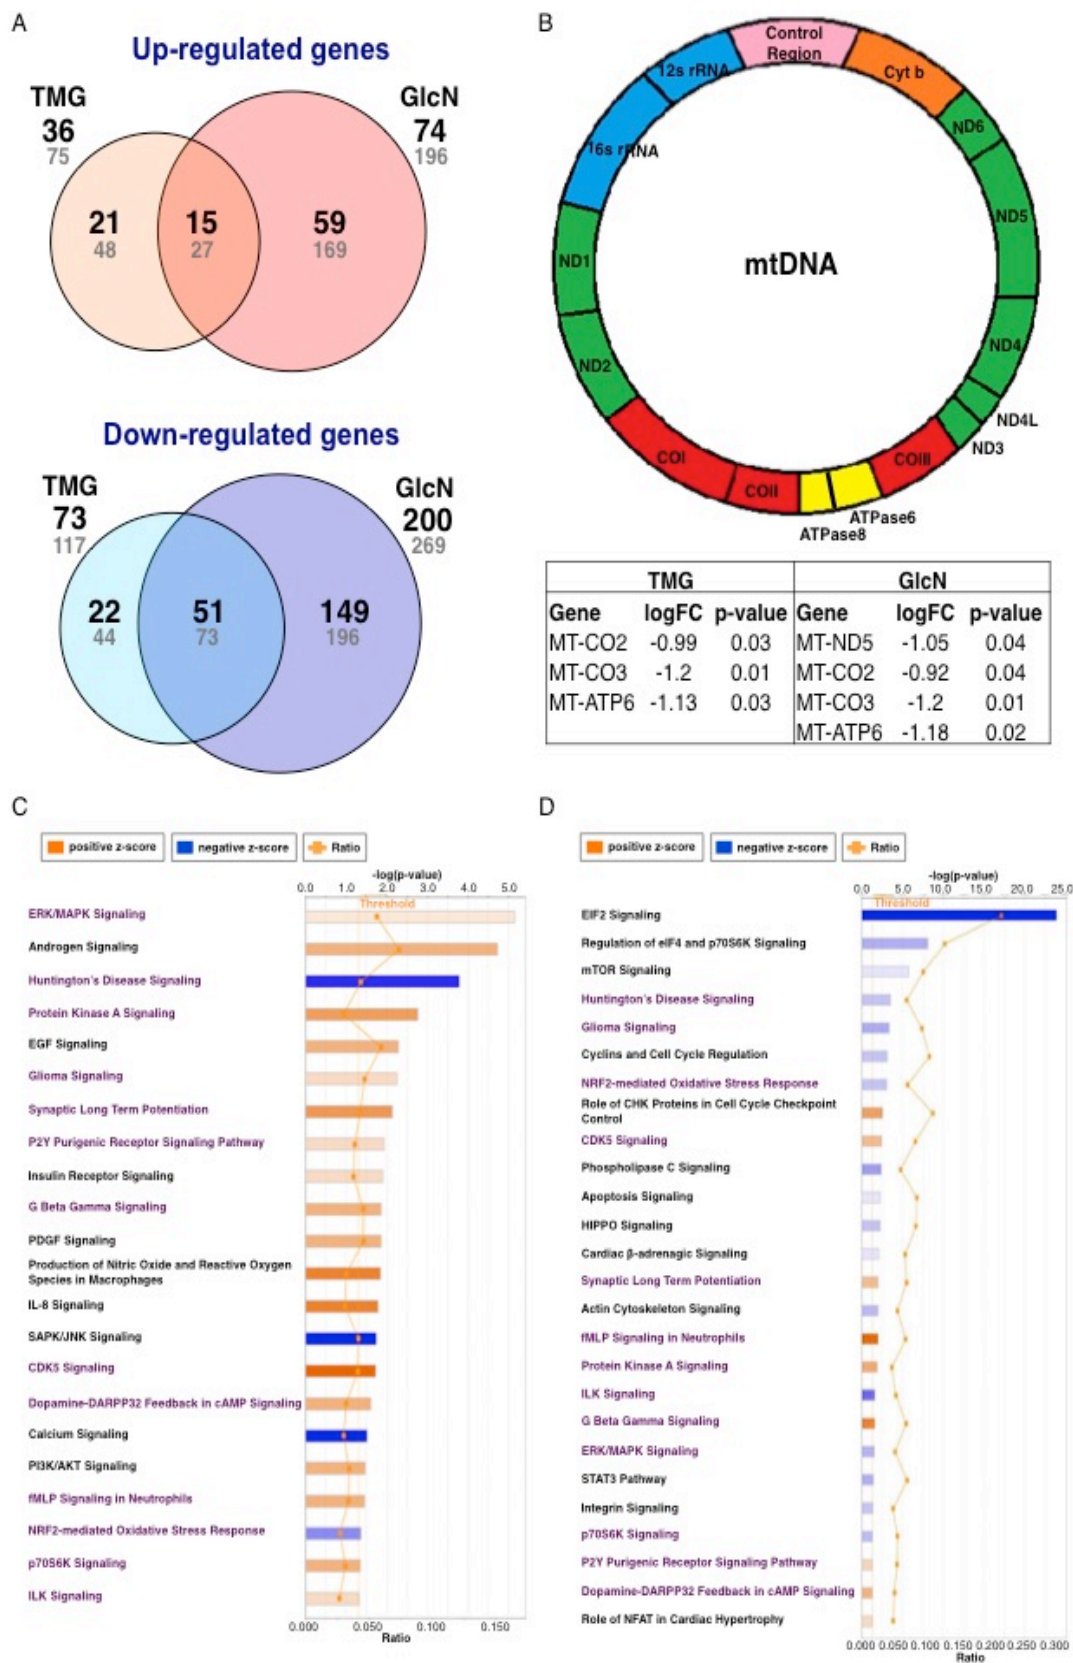 A
Up-regulated genes
TMG
36
75
GlcN
74
196
21
48
15
27
59
169
Down-regulated genes
TMG
73
117
GlcN
200
269
22
44
51
73
149
196
B
Control
Region
12s rRNA
Cyt b
16s rRNA
ND6
ND5
ND1
mtDNA
ND4
ND2
ND4L
ND3
COI
COIII
COII
ATPase6
ATPase8
TMG GlcN
Gene logFC p-value Gene logFC p-value
MT-CO2 -0.99 0.03 MT-ND5 -1.05 0.04
MT-CO3 -1.2 0.01 MT-CO2 -0.92 0.04
MT-ATP6 -1.13 0.03 MT-CO3 -1.2 0.01
MT-ATP6 -1.18 0.02
C
positive z-score negative z-score Ratio
-log(p-value)
0.0 1.0 2.0 3.0 4.0 5.0
Threshold
ERK/MAPK Signaling
Androgen Signaling
Huntington's Disease Signaling
Protein Kinase A Signaling
EGF Signaling
Glioma Signaling
Synaptic Long Term Potentiation
P2Y Purigenic Receptor Signaling Pathway
Insulin Receptor Signaling
G Beta Gamma Signaling
PDGF Signaling
Production of Nitric Oxide and Reactive Oxygen
Species in Macrophages
IL-8 Signaling
SAPK/JNK Signaling
CDK5 Signaling
Dopamine-DARPP32 Feedback in cAMP Signaling
Calcium Signaling
PI3K/AKT Signaling
fMLP Signaling in Neutrophils
NRF2-mediated Oxidative Stress Response
p70S6K Signaling
ILK Signaling
0.000 0.050 0.100 0.150
Ratio
D
positive z-score negative z-score Ratio
-log(p-value)
0.0 5.0 10.0 15.0 20.0 25.0
Threshold
EIF2 Signaling
Regulation of eIF4 and p70S6K Signaling
mTOR Signaling
Huntington's Disease Signaling
Glioma Signaling
Cyclins and Cell Cycle Regulation
NRF2-mediated Oxidative Stress Response
Role of CHK Proteins in Cell Cycle Checkpoint
Control
CDK5 Signaling
Phospholipase C Signaling
Apoptosis Signaling
HIPPO Signaling
Cardiac β-adrenagic Signaling
Synaptic Long Term Potentiation
Actin Cytoskeleton Signaling
fMLP Signaling in Neutrophils
Protein Kinase A Signaling
ILK Signaling
G Beta Gamma Signaling
ERK/MAPK Signaling
STAT3 Pathway
Integrin Signaling
p70S6K Signaling
P2Y Purigenic Receptor Signaling Pathway
Dopamine-DARPP32 Feedback in cAMP Signaling
Role of NFAT in Cardiac Hypertrophy
0.000 0.050 0.100 0.150 0.200 0.250 0.300
Ratio